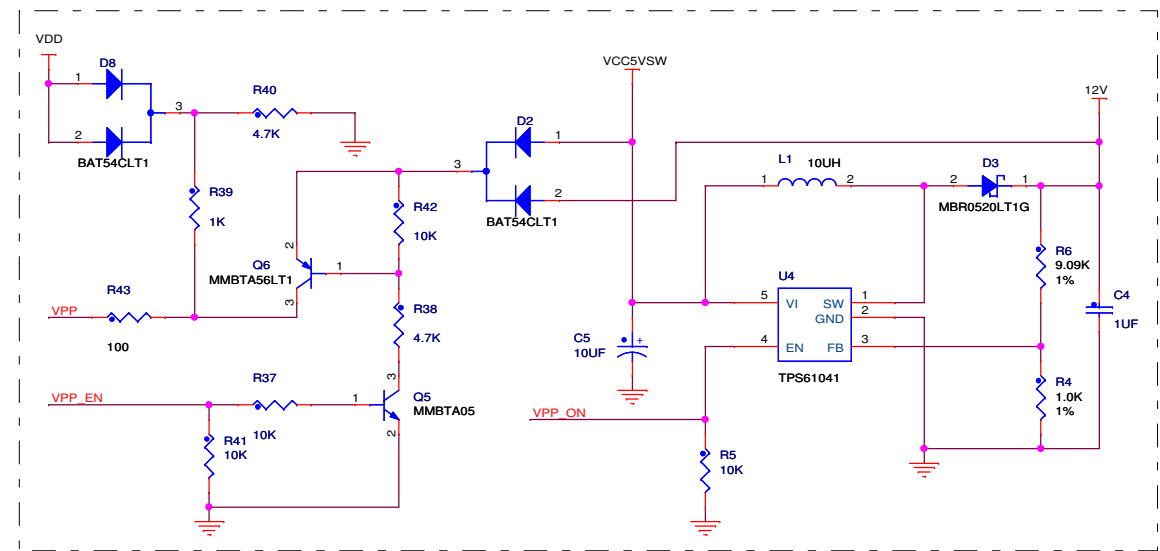 VDD
D8
1
2
3
BAT54CLT1
R40
4.7K
R39
1K
R43
VPP
100
Q6
MMBTA56LT1
2
1
3
R42
10K
R38
4.7K
VPP_EN
R37
10K
R41
10K
Q5
MMBTA05
1
3
2
D2
3
1
2
BAT54CLT1
VCC5VSW
C5
10UF
+
VPP_ON
R5
10K
L1
10UH
1
2
U4
5
VI
SW
1
GND
2
4
EN
FB
3
TPS61041
D3
2
1
MBR0520LT1G
12V
R6
9.09K
1%
C4
1UF
R4
1.0K
1%